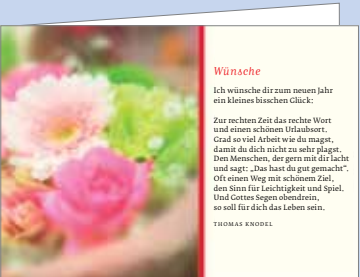 Wünsche
Ich wünsche dir zum neuen Jahr
ein kleines bisschen Glück:
Zur rechten Zeit das rechte Wort
und einen schönen Urlaubsort.
Grad so viel Arbeit wie du magst,
damit du dich nicht zu sehr plagst.
Den Menschen, der gern mit dir lacht
und sagt: „Das hast du gut gemacht“.
Oft einen Weg mit schönem Ziel,
den Sinn für Leichtigkeit und Spiel.
Und Gottes Segen obendrein,
so soll für dich das Leben sein.
THOMAS KNODEL